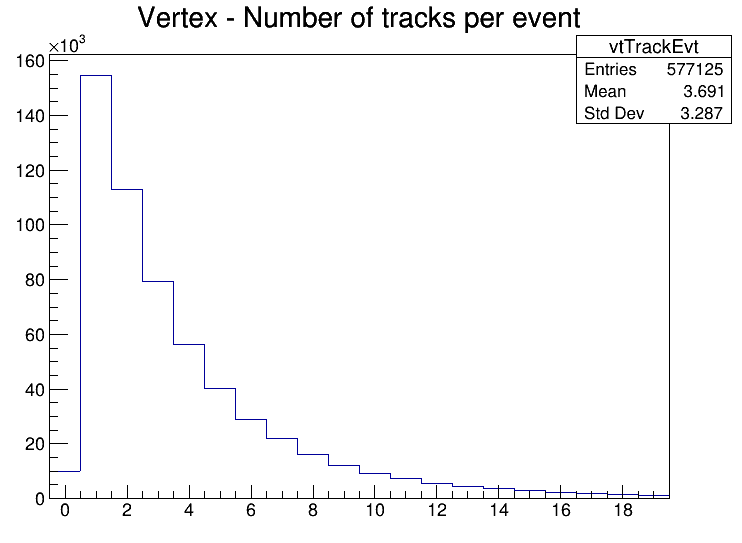 Vertex - Number of tracks per event
×10³
vtTrackEvt
Entries 577125
Mean 3.691
Std Dev 3.287
160
140
120
100
80
60
40
20
0
0 2 4 6 8 10 12 14 16 18